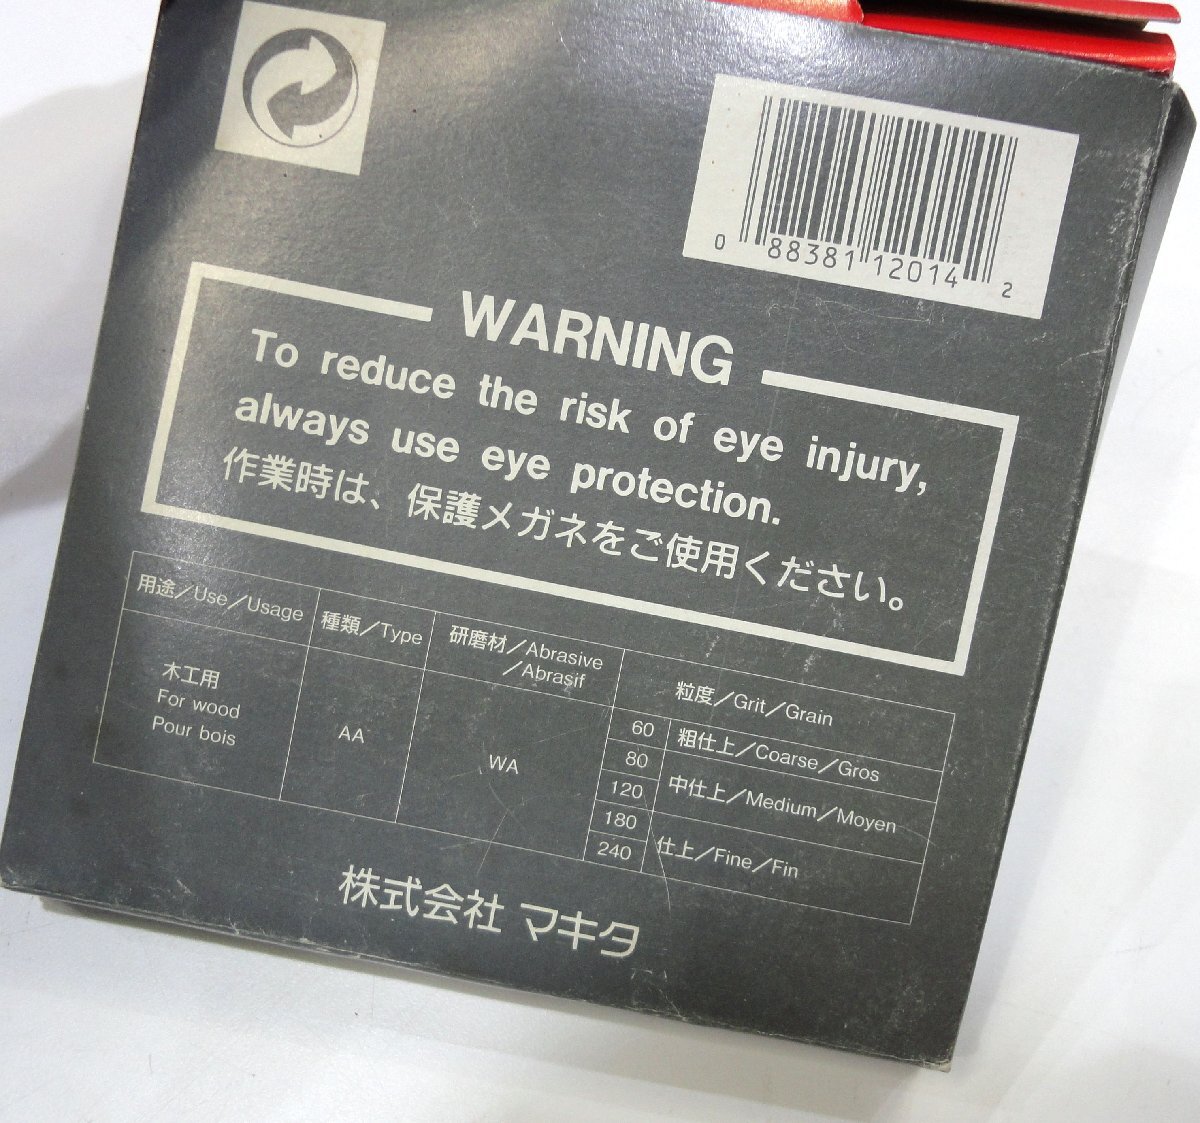 0 88381 12014 2
WARNING
To reduce the risk of eye injury,
always use eye protection.
作業時は、保護メガネをご使用ください。
用途／Use／Usage
種類／Type
研磨材／Abrasive
／Abrasif
粒度／Grit／Grain
木工用
For wood
Pour bois
AA
WA
60
粗仕上／Coarse／Gros
80
中仕上／Medium／Moyen
120
180
仕上／Fine／Fin
240
株式会社 マキタ